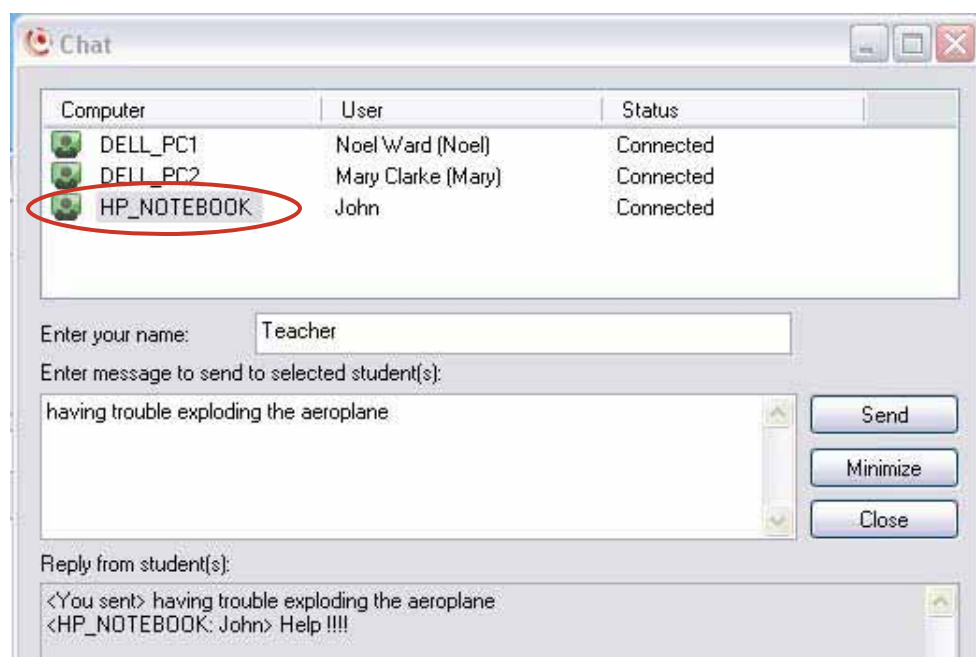 Chat
Computer User Status
DELL_PC1 Noel Ward (Noel) Connected
DELL_PC2 Mary Clarke (Mary) Connected
HP_NOTEBOOK John Connected
Enter your name: Teacher
Enter message to send to selected student(s):
having trouble exploding the aeroplane
Send
Minimize
Close
Reply from student(s):
<You sent> having trouble exploding the aeroplane
<HP_NOTEBOOK: John> Help !!!!